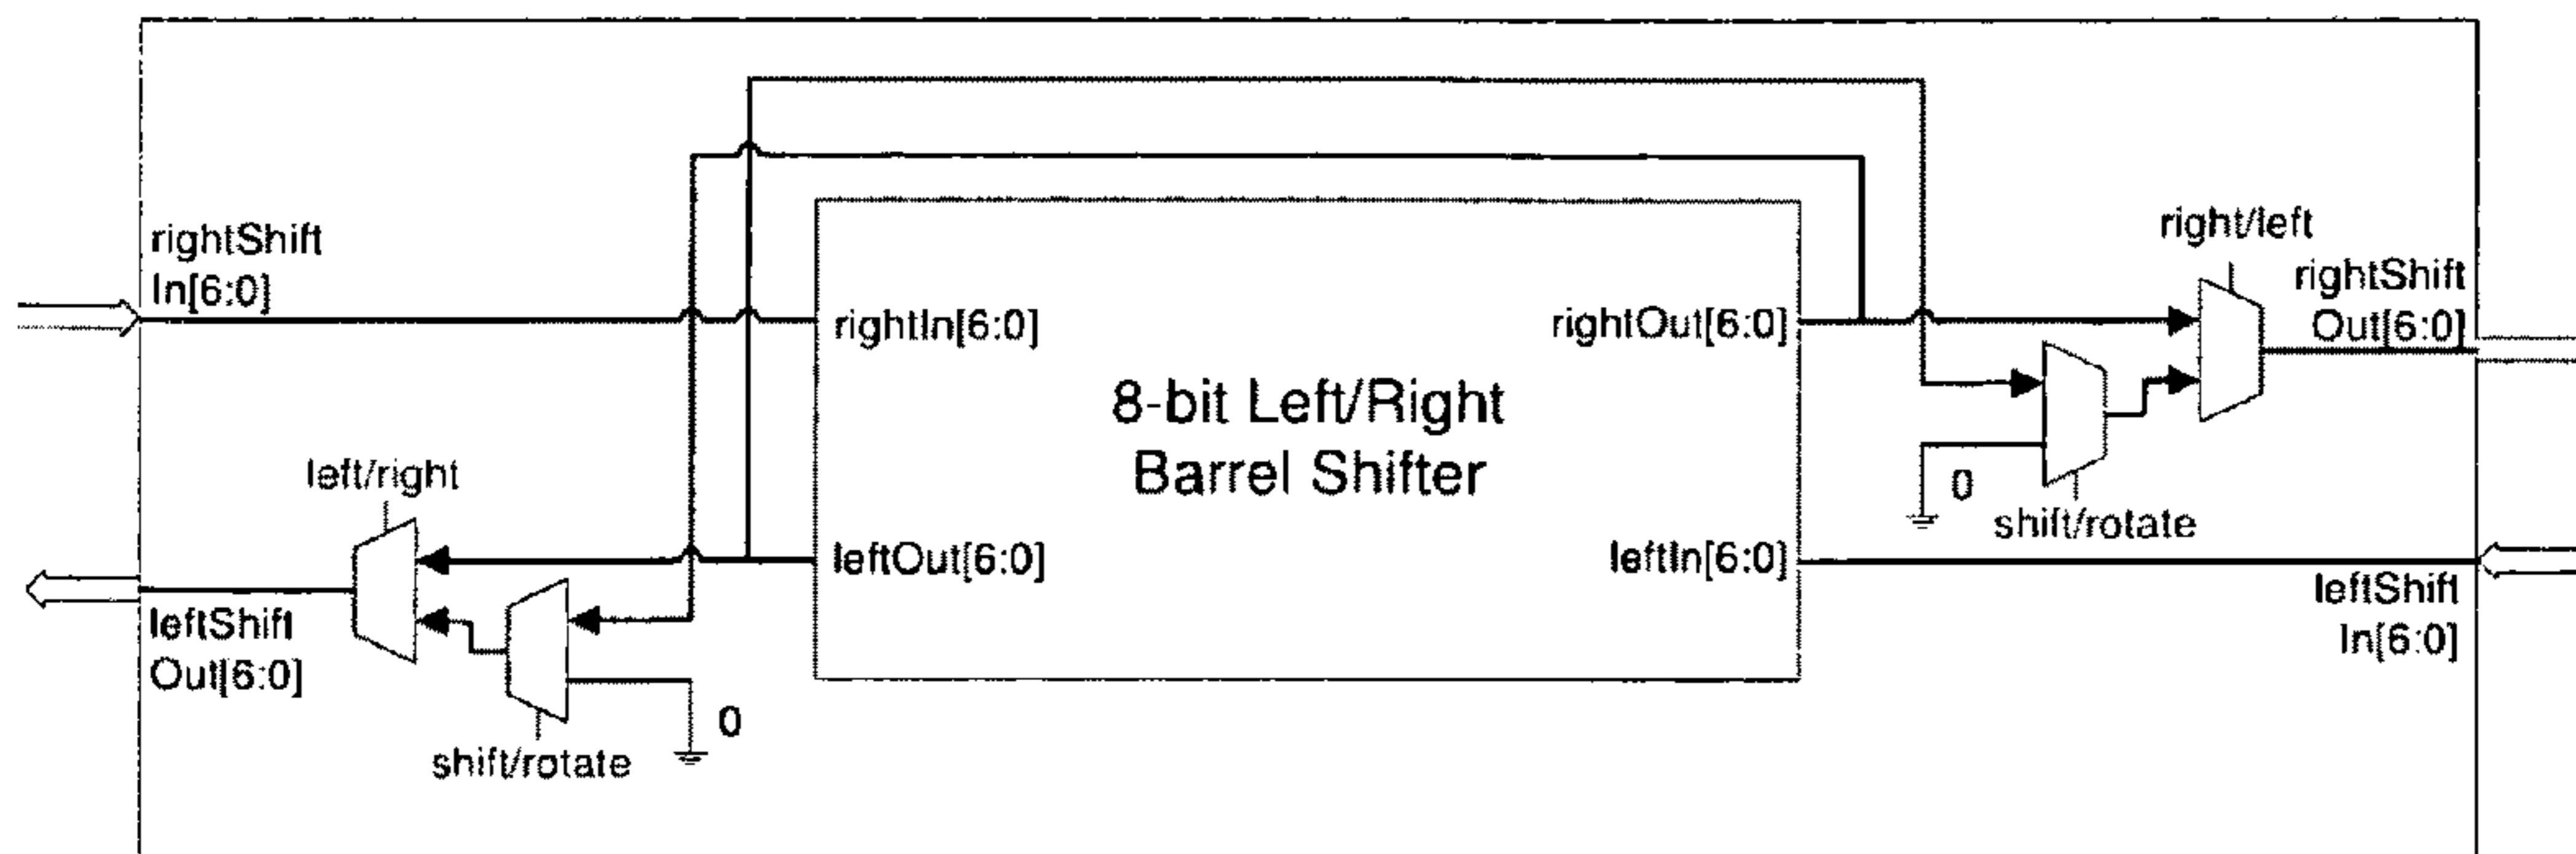 right/left
rightShift
In[6:0]
rightShift
Out[6:0]
rightIn[6:0]
rightOut[6:0]
8-bit Left/Right
Barrel Shifter
0
shift/rotate
left/right
leftOut[6:0]
leftIn[6:0]
leftShift
Out[6:0]
leftShift
In[6:0]
0
shift/rotate